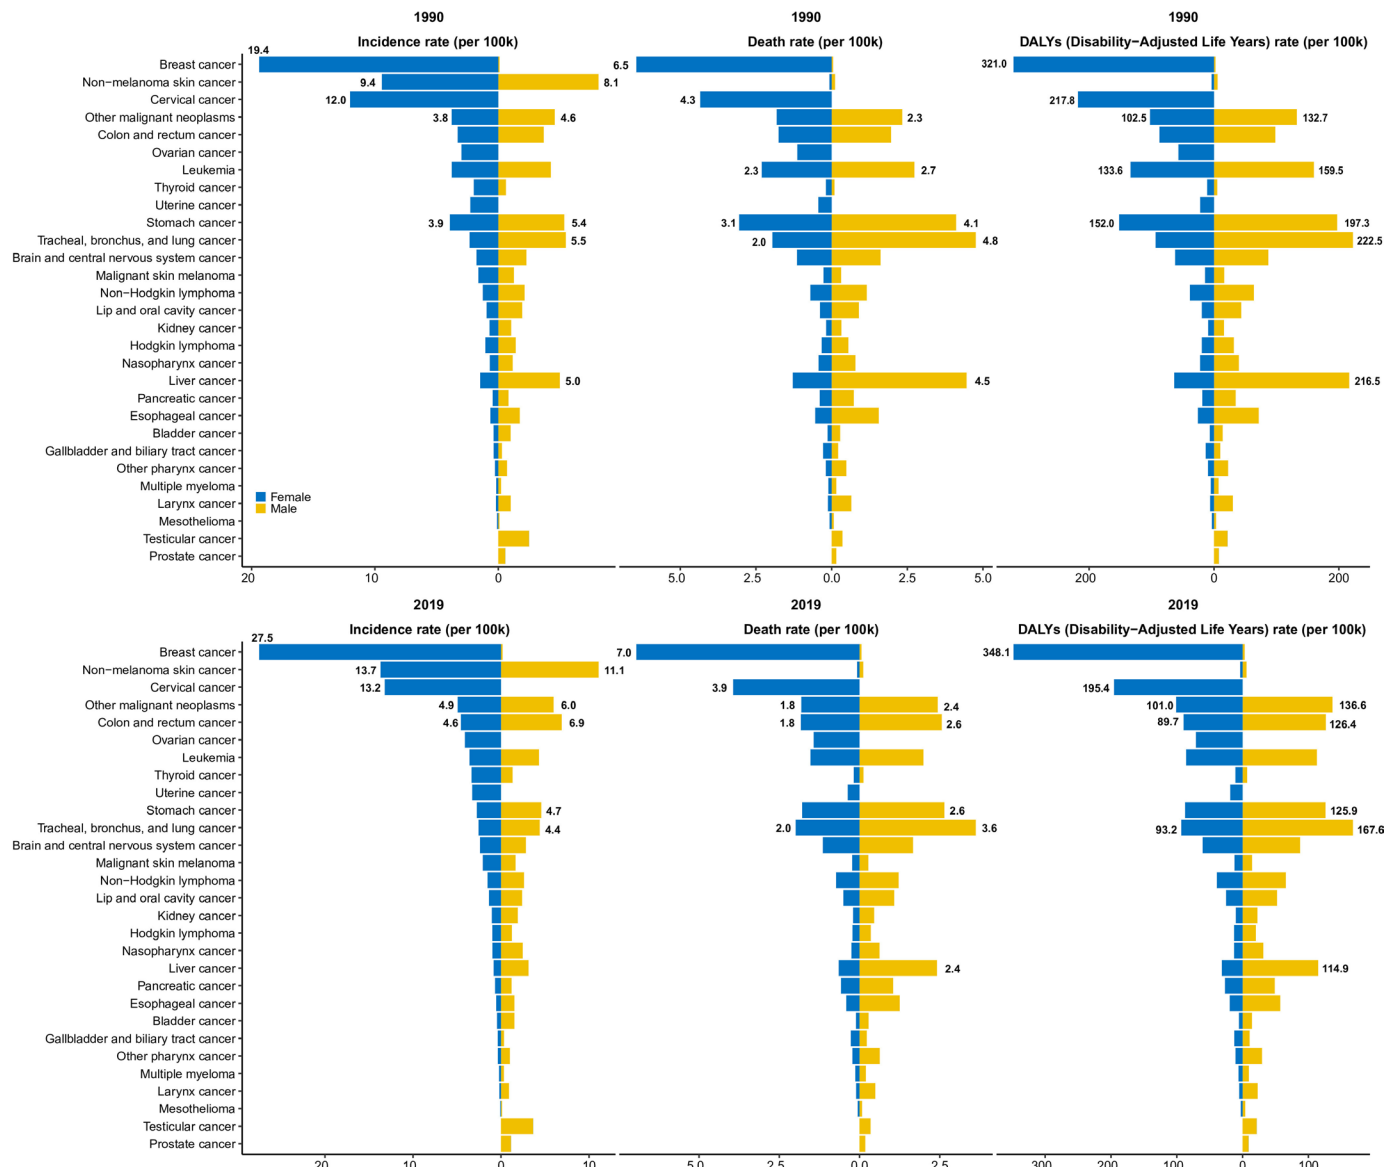 1990 1990 1990
Incidence rate (per 100k) Death rate (per 100k) DALYs (Disability−Adjusted Life Years) rate (per 100k)
Breast cancer 19.4 6.5 321.0
Non−melanoma skin cancer 9.4 8.1
Cervical cancer 12.0 4.3 217.8
Other malignant neoplasms 3.8 4.6 2.3 102.5 132.7
Colon and rectum cancer
Ovarian cancer
Leukemia 2.3 2.7 133.6 159.5
Thyroid cancer
Uterine cancer
Stomach cancer 3.9 5.4 3.1 4.1 152.0 197.3
Tracheal, bronchus, and lung cancer 5.5 2.0 4.8 222.5
Brain and central nervous system cancer
Malignant skin melanoma
Non−Hodgkin lymphoma
Lip and oral cavity cancer
Kidney cancer
Hodgkin lymphoma
Nasopharynx cancer
Liver cancer 5.0 4.5 216.5
Pancreatic cancer
Esophageal cancer
Bladder cancer
Gallbladder and biliary tract cancer
Other pharynx cancer
Multiple myeloma
Female
Larynx cancer
Male
Mesothelioma
Testicular cancer
Prostate cancer
20 10 0 5.0 2.5 0.0 2.5 5.0 200 0 200
2019 2019 2019
Incidence rate (per 100k) Death rate (per 100k) DALYs (Disability−Adjusted Life Years) rate (per 100k)
Breast cancer 27.5 7.0 348.1
Non−melanoma skin cancer 13.7 11.1
Cervical cancer 13.2 3.9 195.4
Other malignant neoplasms 4.9 6.0 1.8 2.4 101.0 136.6
Colon and rectum cancer 4.6 6.9 1.8 2.6 89.7 126.4
Ovarian cancer
Leukemia
Thyroid cancer
Uterine cancer
Stomach cancer 4.7 2.6 125.9
Tracheal, bronchus, and lung cancer 4.4 2.0 3.6 93.2 167.6
Brain and central nervous system cancer
Malignant skin melanoma
Non−Hodgkin lymphoma
Lip and oral cavity cancer
Kidney cancer
Hodgkin lymphoma
Nasopharynx cancer
Liver cancer 2.4 114.9
Pancreatic cancer
Esophageal cancer
Bladder cancer
Gallbladder and biliary tract cancer
Other pharynx cancer
Multiple myeloma
Larynx cancer
Mesothelioma
Testicular cancer
Prostate cancer
20 10 0 10 5.0 2.5 0.0 2.5 300 200 100 0 100